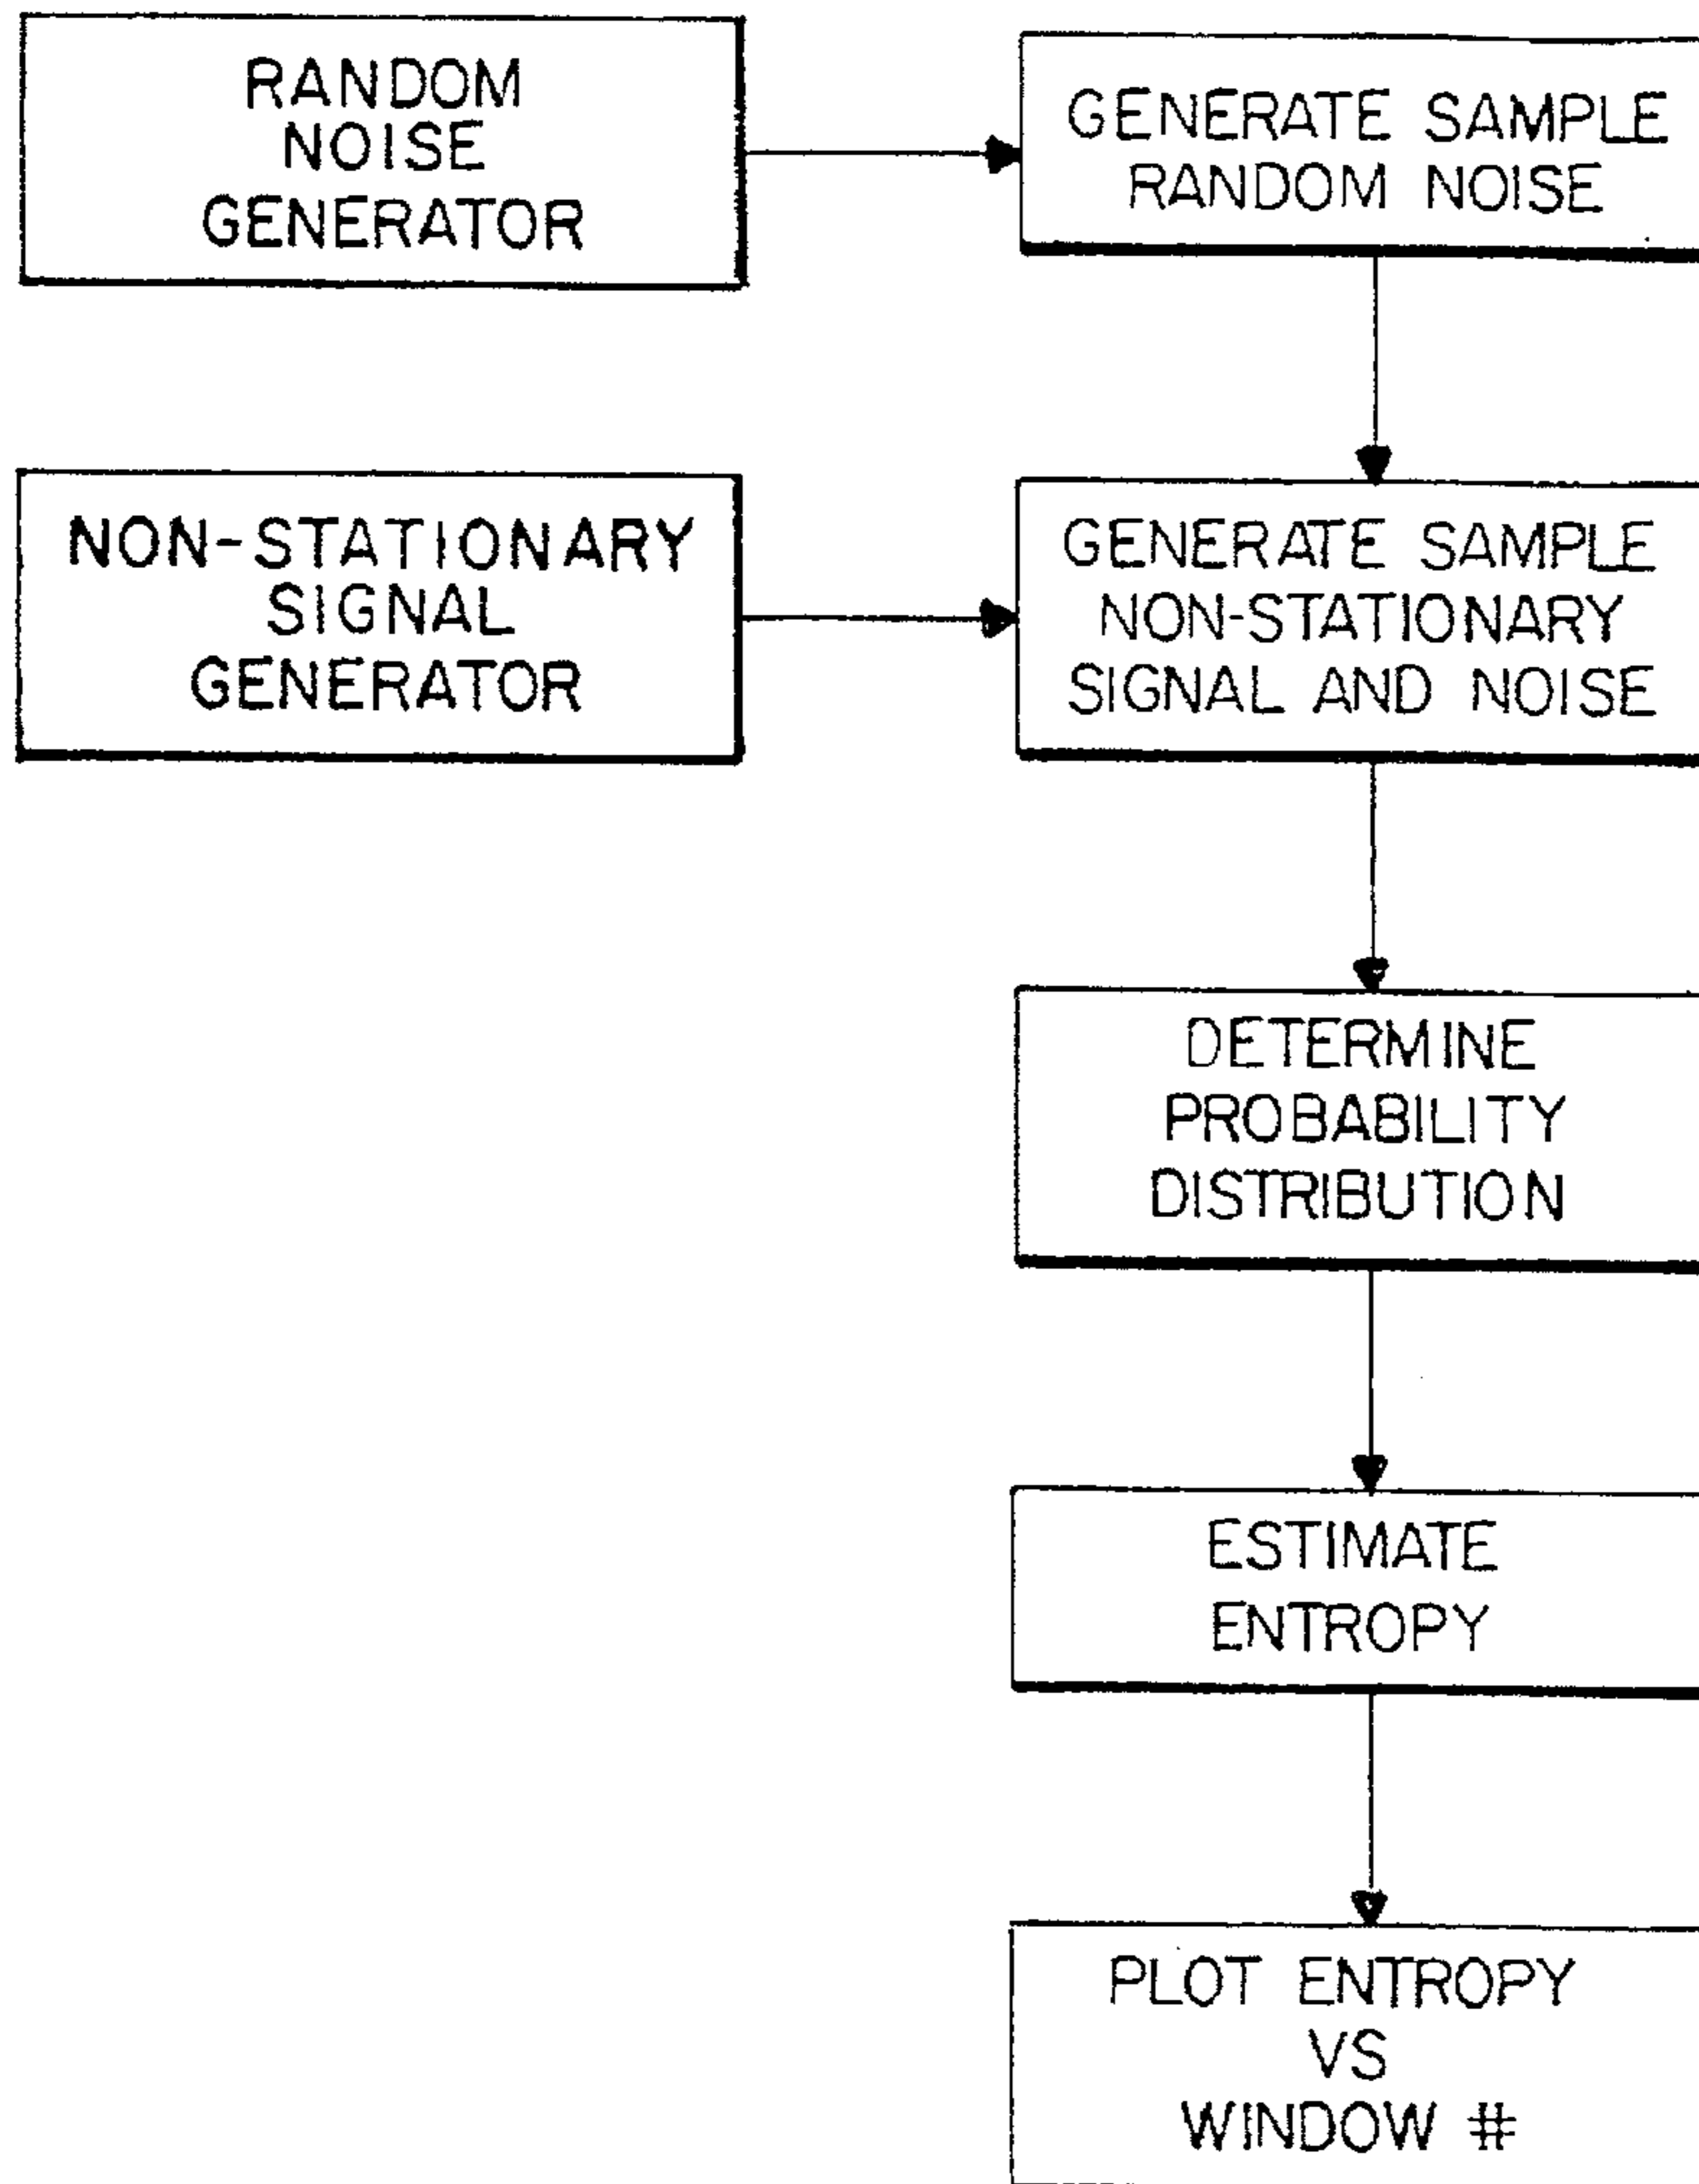 RANDOM
NOISE
GENERATOR
GENERATE SAMPLE
RANDOM NOISE
NON-STATIONARY
SIGNAL
GENERATOR
GENERATE SAMPLE
NON-STATIONARY
SIGNAL AND NOISE
DETERMINE
PROBABILITY
DISTRIBUTION
ESTIMATE
ENTROPY
PLOT ENTROPY
VS
WINDOW #